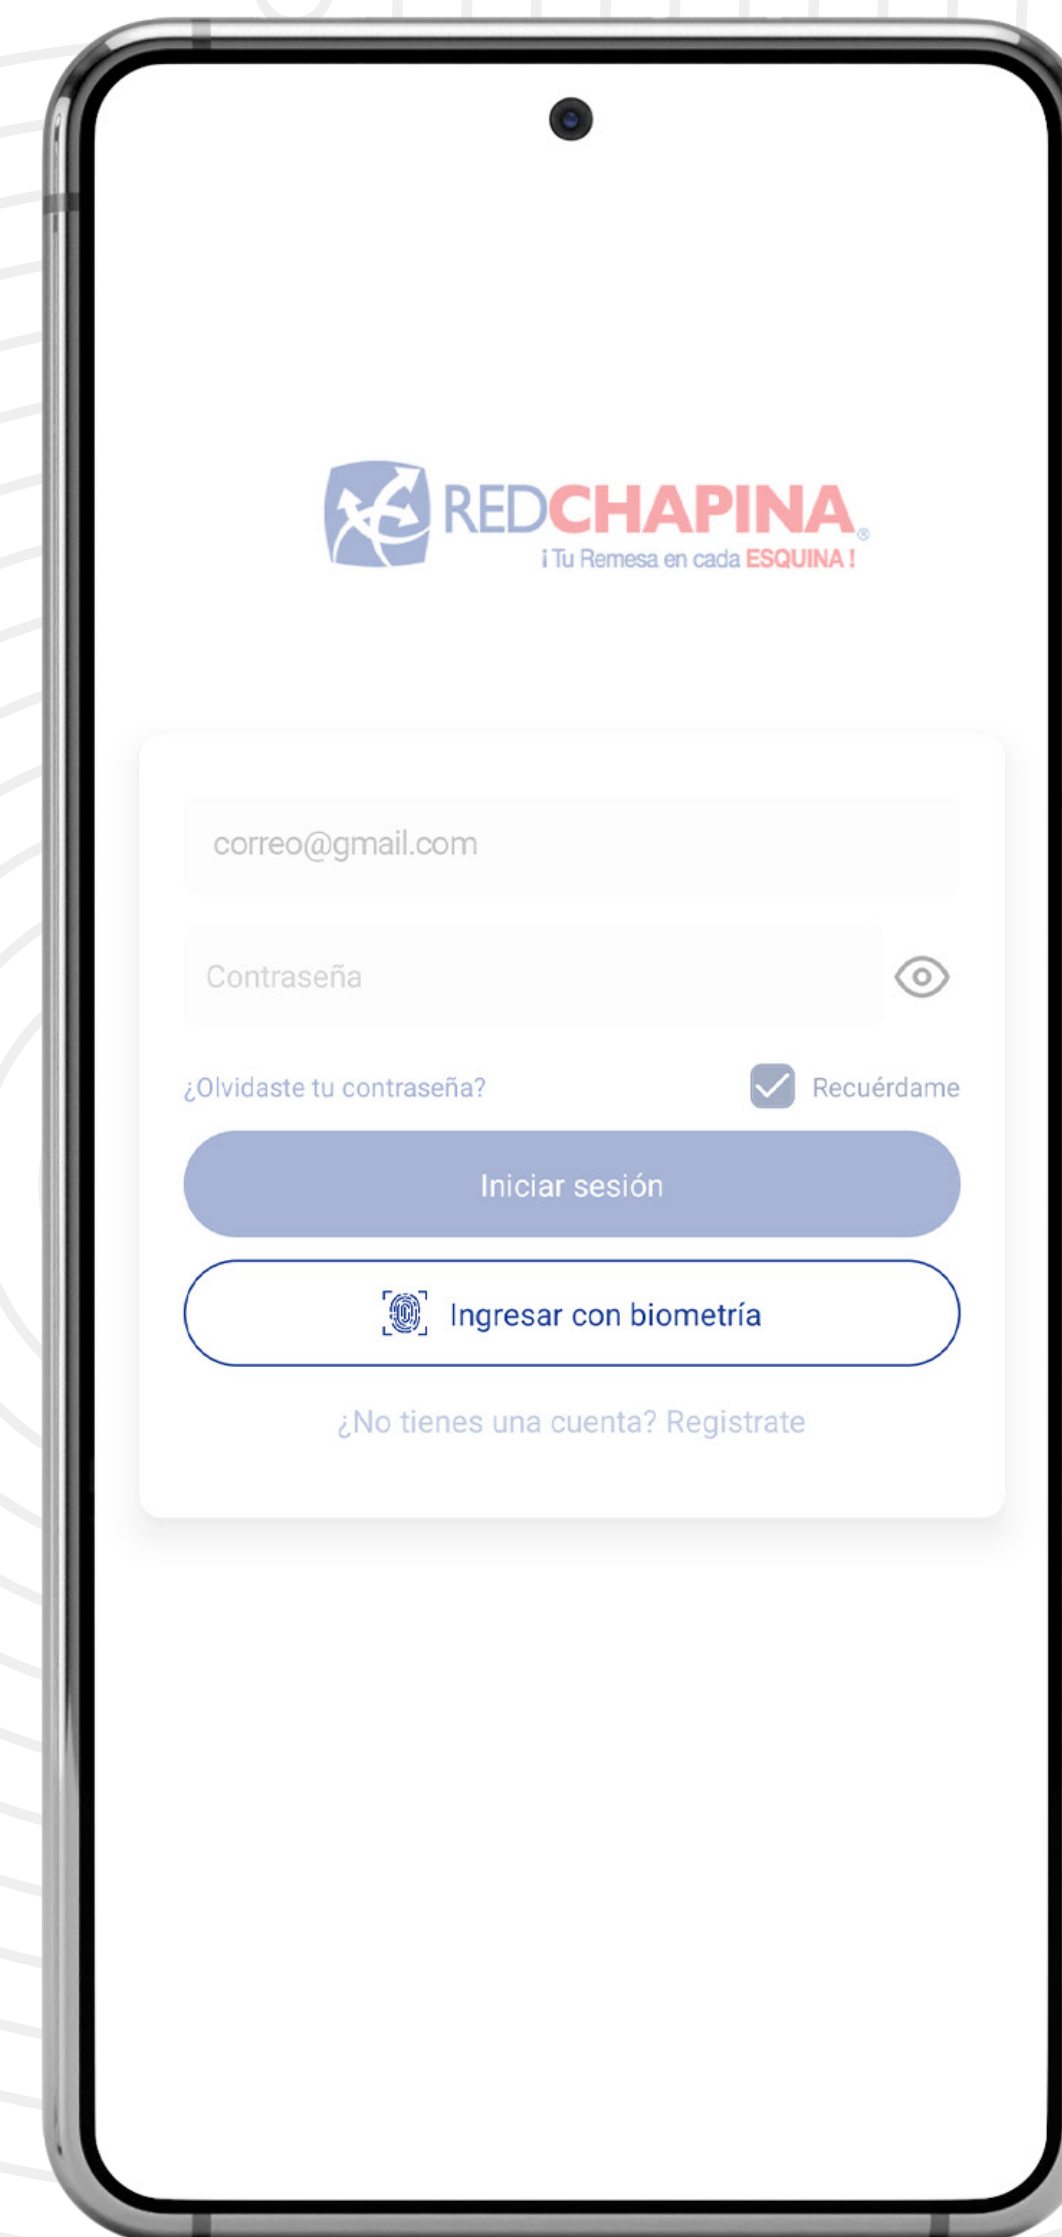 REDCHAPINA®
¡Tu Remesa en cada ESQUINA!
correo@gmail.com
Contraseña
¿Olvidaste tu contraseña? Recuérdame
Iniciar sesión
Ingresar con biometría
¿No tienes una cuenta? Registrate